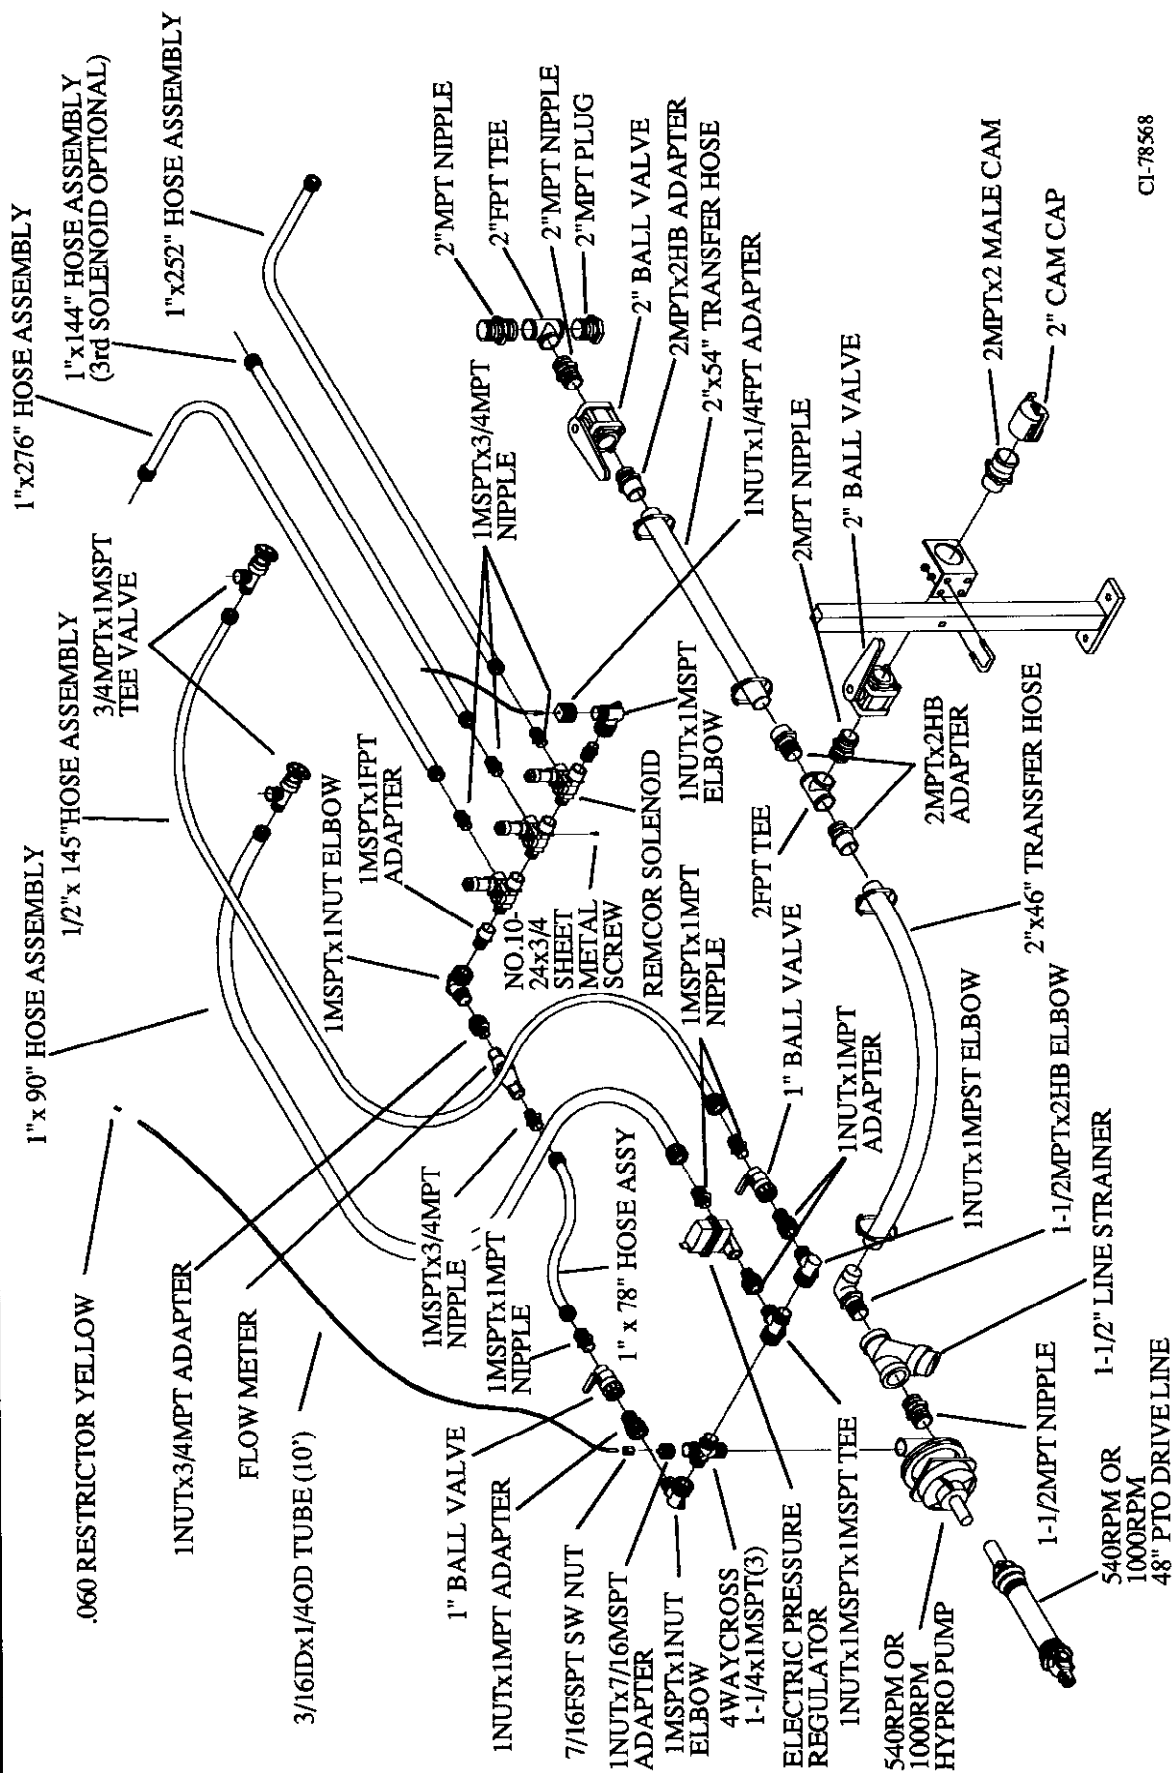 1"x276" HOSE ASSEMBLY
1"x144" HOSE ASSEMBLY
(3rd SOLENOID OPTIONAL)
1"x252" HOSE ASSEMBLY
3/4MPTx1MSPT
TEE VALVE
1/2"x 145"HOSE ASSEMBLY
1"x 90" HOSE ASSEMBLY
.060 RESTRICTOR YELLOW
1NUTx3/4MPT ADAPTER
FLOW METER
3/16IDx1/4OD TUBE (10')
1MSPTx1NUT ELBOW
1MSPTx1FPT
ADAPTER
1MSPTx3/4MPT
NIPPLE
2"MPT NIPPLE
2"FPT TEE
2"MPT NIPPLE
2"MPT PLUG
2" BALL VALVE
2MPTx2HB ADAPTER
2"x54" TRANSFER HOSE
1NUTx1/4FPT ADAPTER
2MPT NIPPLE
2" BALL VALVE
2MPTx2 MALE CAM
2" CAM CAP
NO.10-
24x3/4
SHEET
METAL
SCREW
REMCOR SOLENOID
1NUTx1MSPT
ELBOW
1MSPTx1MPT
NIPPLE
2FPT TEE
1" BALL VALVE
2MPTx2HB
ADAPTER
1NUTx1MPT
ADAPTER
2"x46" TRANSFER HOSE
1NUTx1MPST ELBOW
1-1/2MPTx2HB ELBOW
1-1/2" LINE STRAINER
1-1/2MPT NIPPLE
1MSPTx3/4MPT
NIPPLE
1MSPTx1MPT
NIPPLE
1" x 78" HOSE ASSY
1" BALL VALVE
1NUTx1MPT ADAPTER
7/16FSPT SW NUT
1NUTx7/16MSPT
ADAPTER
1MSPTx1NUT
ELBOW
4WAYCROSS
1-1/4x1MSPT(3)
ELECTRIC PRESSURE
REGULATOR
1NUTx1MSPTx1MSPT TEE
540RPM OR
1000RPM
HYPRO PUMP
540RPM OR
1000RPM
48" PTO DRIVE LINE
CI-78568